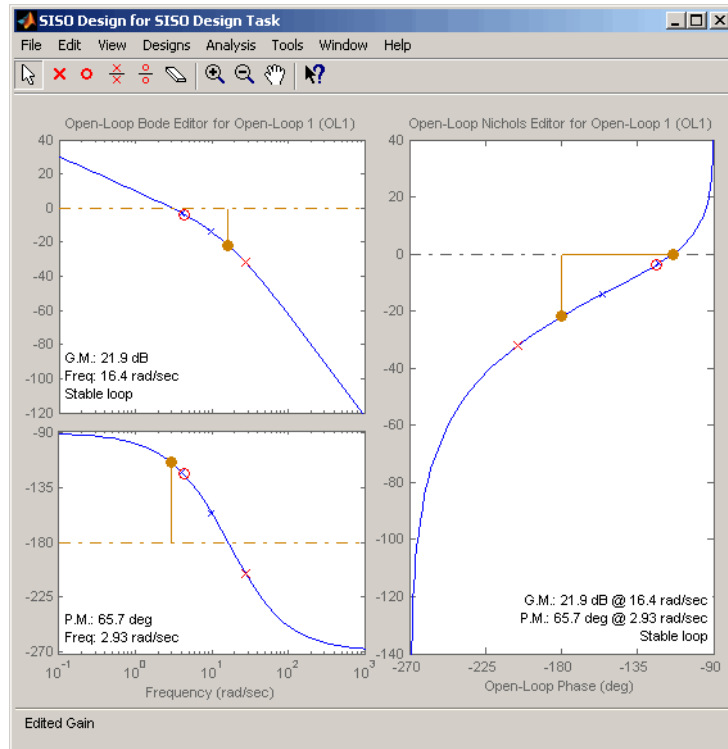 SISO Design for SISO Design Task
File Edit View Designs Analysis Tools Window Help
Open-Loop Bode Editor for Open-Loop 1 (OL1)
40
20
0
-20
-40
-60
-80
-100
-120
G.M.: 21.9 dB
Freq: 16.4 rad/sec
Stable loop
-90
-135
-180
-225
-270
P.M.: 65.7 deg
Freq: 2.93 rad/sec
10^-1 10^0 10^1 10^2 10^3
Frequency (rad/sec)
Open-Loop Nichols Editor for Open-Loop 1 (OL1)
40
20
0
-20
-40
-60
-80
-100
-120
-140
G.M.: 21.9 dB @ 16.4 rad/sec
P.M.: 65.7 deg @ 2.93 rad/sec
Stable loop
-270 -225 -180 -135 -90
Open-Loop Phase (deg)
Edited Gain